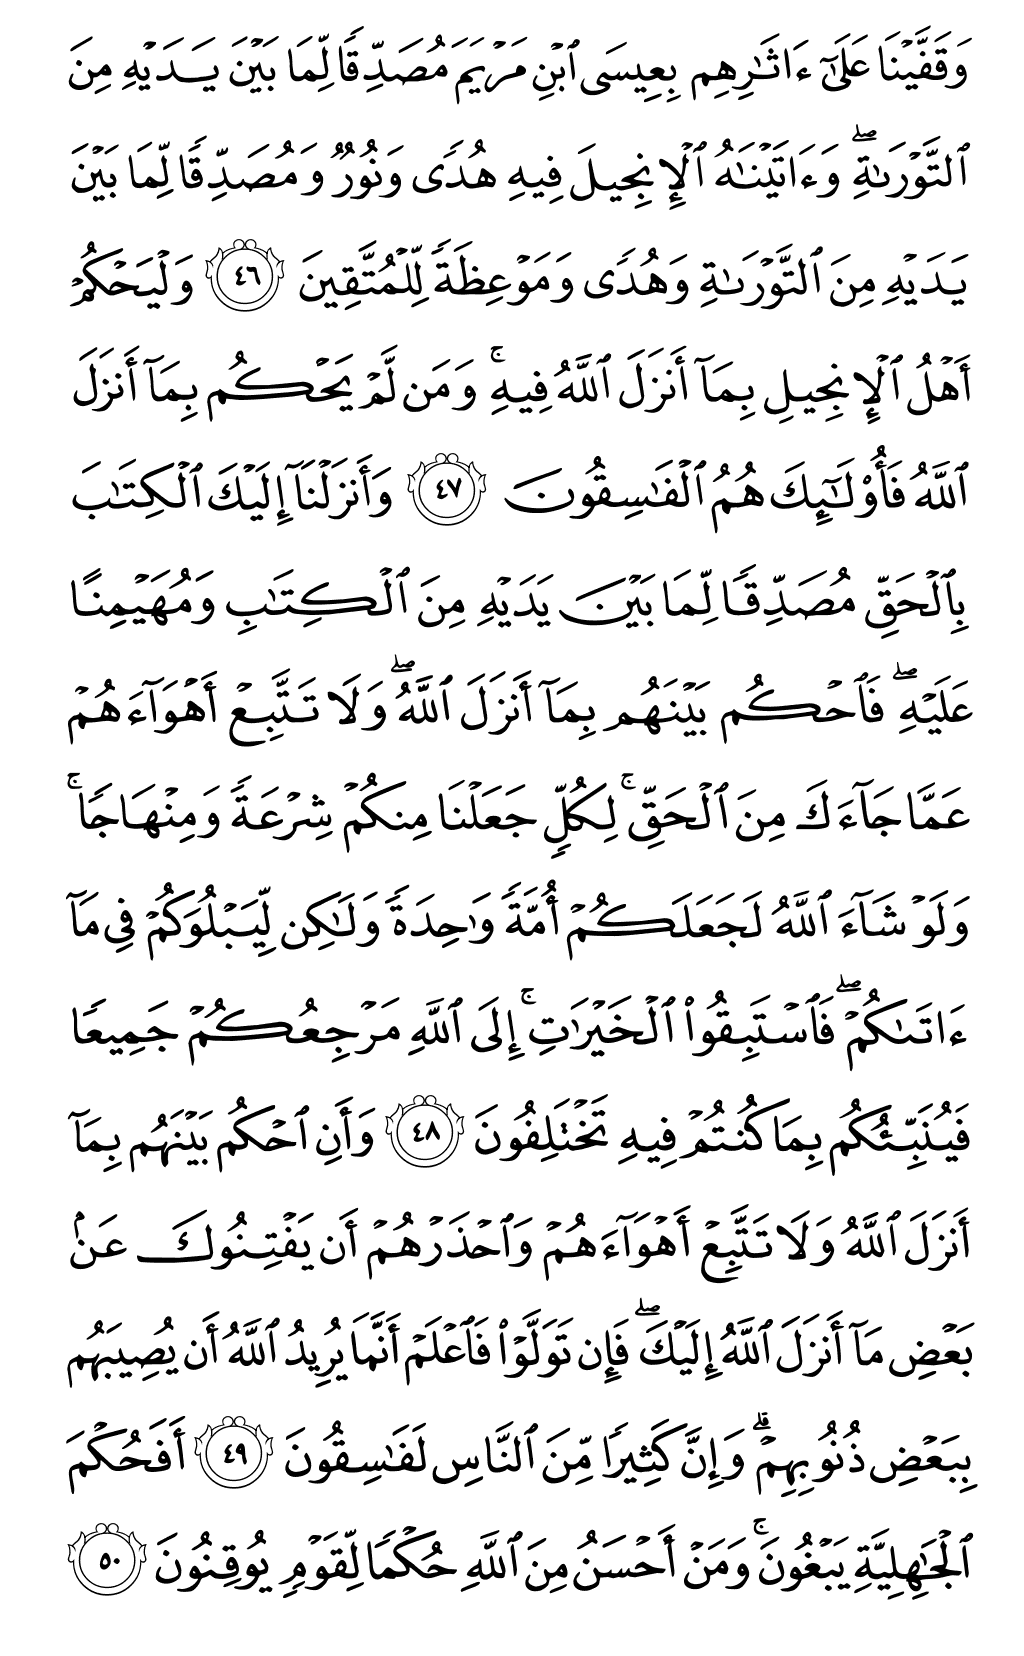 وَقَفَّيْنَا عَلَىٰٓ ءَاثَٰرِهِم بِعِيسَى ٱبْنِ مَرْيَمَ مُصَدِّقًا لِّمَا بَيْنَ يَدَيْهِ مِنَ
ٱلتَّوْرَىٰةِ ۖ وَءَاتَيْنَٰهُ ٱلْإِنجِيلَ فِيهِ هُدًى وَنُورٌ وَمُصَدِّقًا لِّمَا بَيْنَ
يَدَيْهِ مِنَ ٱلتَّوْرَىٰةِ وَهُدًى وَمَوْعِظَةً لِّلْمُتَّقِينَ ٤٦ وَلْيَحْكُمْ
أَهْلُ ٱلْإِنجِيلِ بِمَآ أَنزَلَ ٱللَّهُ فِيهِ ۚ وَمَن لَّمْ يَحْكُم بِمَآ أَنزَلَ
ٱللَّهُ فَأُو۟لَٰٓئِكَ هُمُ ٱلْفَٰسِقُونَ ٤٧ وَأَنزَلْنَآ إِلَيْكَ ٱلْكِتَٰبَ
بِٱلْحَقِّ مُصَدِّقًا لِّمَا بَيْنَ يَدَيْهِ مِنَ ٱلْكِتَٰبِ وَمُهَيْمِنًا
عَلَيْهِ ۖ فَٱحْكُم بَيْنَهُم بِمَآ أَنزَلَ ٱللَّهُ ۖ وَلَا تَتَّبِعْ أَهْوَآءَهُمْ
عَمَّا جَآءَكَ مِنَ ٱلْحَقِّ ۚ لِكُلٍّ جَعَلْنَا مِنكُمْ شِرْعَةً وَمِنْهَاجًا ۚ
وَلَوْ شَآءَ ٱللَّهُ لَجَعَلَكُمْ أُمَّةً وَٰحِدَةً وَلَٰكِن لِّيَبْلُوَكُمْ فِى مَآ
ءَاتَىٰكُمْ ۖ فَٱسْتَبِقُوا۟ ٱلْخَيْرَٰتِ ۚ إِلَى ٱللَّهِ مَرْجِعُكُمْ جَمِيعًا
فَيُنَبِّئُكُم بِمَا كُنتُمْ فِيهِ تَخْتَلِفُونَ ٤٨ وَأَنِ ٱحْكُم بَيْنَهُم بِمَآ
أَنزَلَ ٱللَّهُ وَلَا تَتَّبِعْ أَهْوَآءَهُمْ وَٱحْذَرْهُمْ أَن يَفْتِنُوكَ عَنۢ
بَعْضِ مَآ أَنزَلَ ٱللَّهُ إِلَيْكَ ۖ فَإِن تَوَلَّوْا۟ فَٱعْلَمْ أَنَّمَا يُرِيدُ ٱللَّهُ أَن يُصِيبَهُم
بِبَعْضِ ذُنُوبِهِمْ ۗ وَإِنَّ كَثِيرًا مِّنَ ٱلنَّاسِ لَفَٰسِقُونَ ٤٩ أَفَحُكْمَ
ٱلْجَٰهِلِيَّةِ يَبْغُونَ ۚ وَمَنْ أَحْسَنُ مِنَ ٱللَّهِ حُكْمًا لِّقَوْمٍ يُوقِنُونَ ٥٠